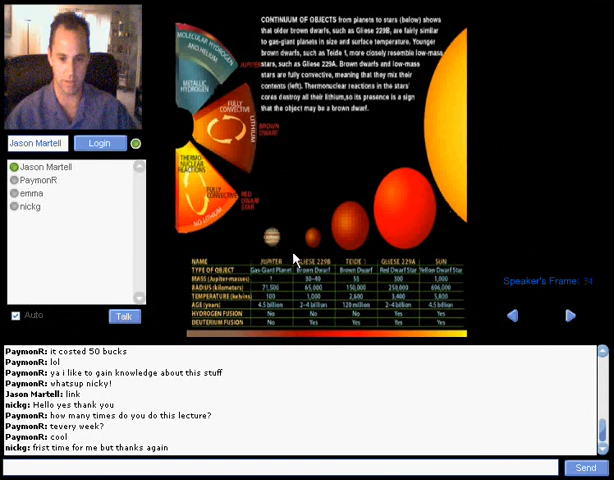 CONTINUUM OF OBJECTS from planets to stars (below) shows
that older brown dwarfs, such as Gliese 229B, are fairly similar
to gas-giant planets in size and surface temperature. Younger
brown dwarfs, such as Teide 1, more closely resemble low-mass
stars, such as Gliese 229A. Brown dwarfs and low-mass
stars are fully convective, meaning that they mix their
contents (left). Thermonuclear reactions in the stars'
cores destroy all their lithium, so its presence is a sign
that the object may be a brown dwarf.
MOLECULAR HYDROGEN
AND HELIUM
JUPITER
METALLIC
HYDROGEN
FULLY
CONVECTIVE
LITHIUM
BROWN
DWARF
THERMO-
NUCLEAR
REACTIONS
FULLY
CONVECTIVE
NO LITHIUM
RED
DWARF
STAR
Jason Martell
Login
Jason Martell
PaymonR
emma
nickg
Auto
Talk
NAME JUPITER GLIESE 229B TEIDE 1 GLIESE 229A SUN
TYPE OF OBJECT Gas-Giant Planet Brown Dwarf Brown Dwarf Red Dwarf Star Yellow Dwarf Star
MASS (Jupiter-masses) 1 30–40 55 300 1,000
RADIUS (kilometers) 71,500 65,000 150,000 250,000 696,000
TEMPERATURE (kelvins) 100 1,000 2,600 3,400 5,800
AGE (years) 4.5 billion 2–4 billion 120 million 2–4 billion 4.5 billion
HYDROGEN FUSION No No No Yes Yes
DEUTERIUM FUSION No Yes Yes Yes Yes
Speaker's Frame: 34
PaymonR: it costed 50 bucks
PaymonR: lol
PaymonR: ya i like to gain knowledge about this stuff
PaymonR: whatsup nicky!
Jason Martell: link
nickg: Hello yes thank you
PaymonR: how many times do you do this lecture?
PaymonR: tevery week?
PaymonR: cool
nickg: frist time for me but thanks again
Send